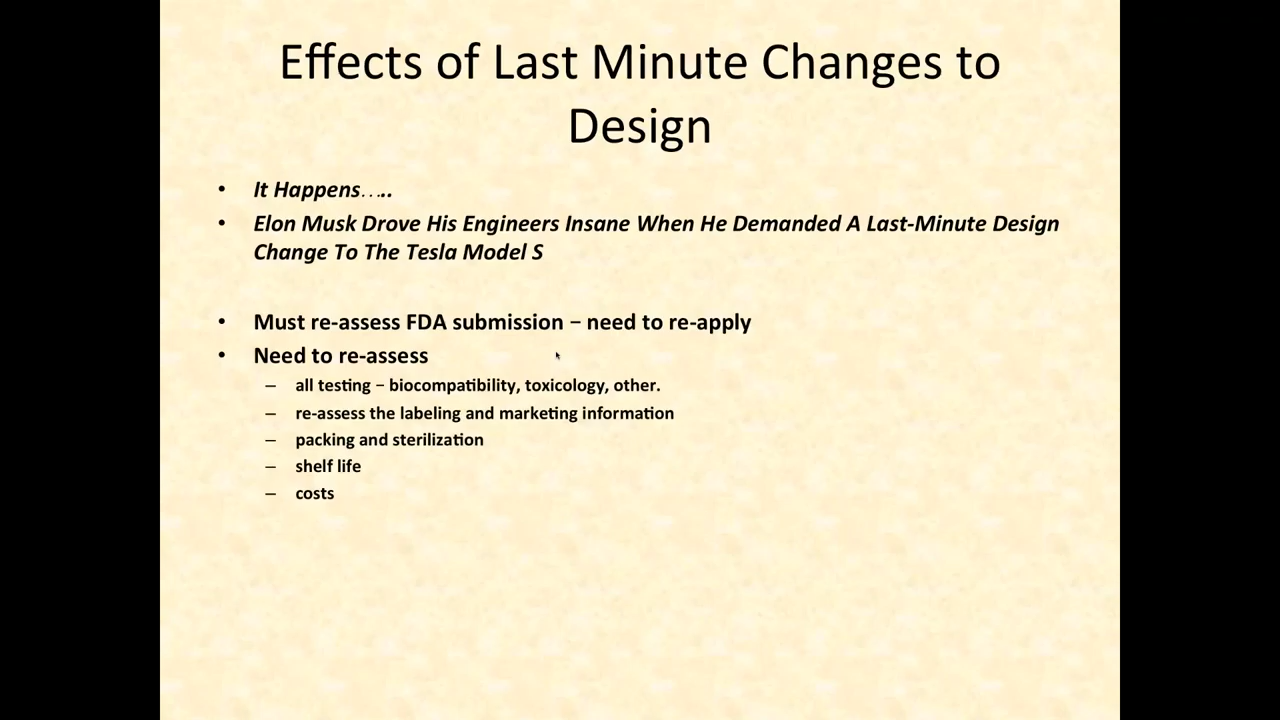 Effects of Last Minute Changes to
Design
• It Happens.....
• Elon Musk Drove His Engineers Insane When He Demanded A Last-Minute Design
Change To The Tesla Model S
• Must re-assess FDA submission – need to re-apply
• Need to re-assess
– all testing – biocompatibility, toxicology, other.
– re-assess the labeling and marketing information
– packing and sterilization
– shelf life
– costs